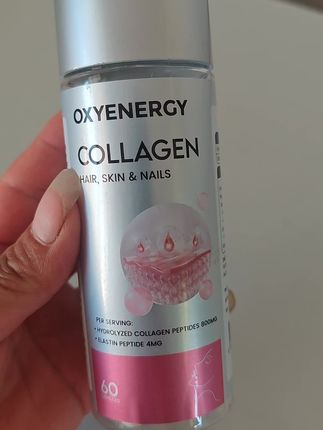 OXYENERGY
COLLAGEN
HAIR, SKIN & NAILS
PER SERVING:
• HYDROLYZED COLLAGEN PEPTIDES 800MG
• ELASTIN PEPTIDE 4MG
60